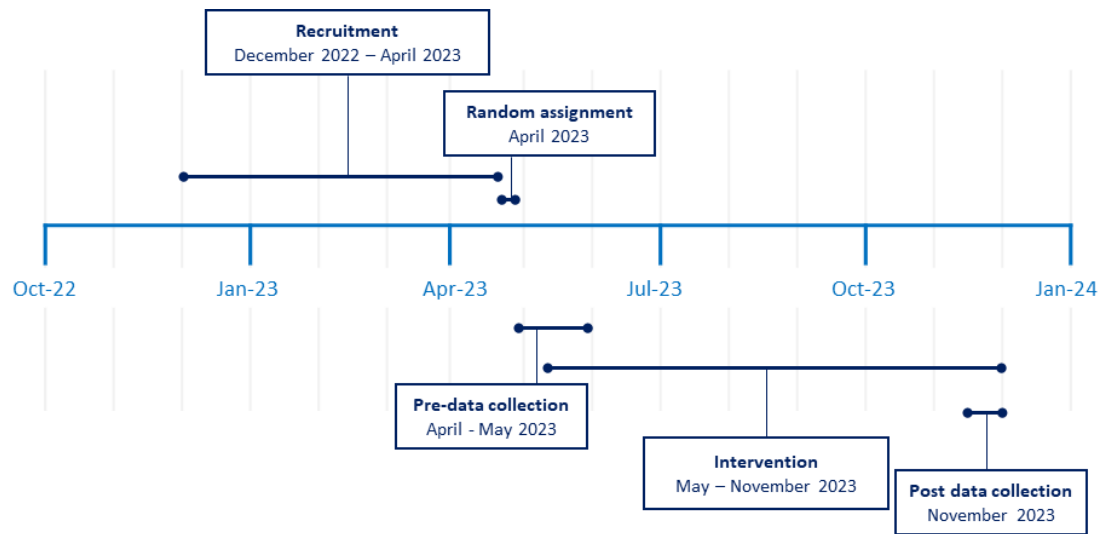 Recruitment
December 2022 – April 2023
Random assignment
April 2023
Oct-22
Jan-23
Apr-23
Jul-23
Oct-23
Jan-24
Pre-data collection
April - May 2023
Intervention
May – November 2023
Post data collection
November 2023